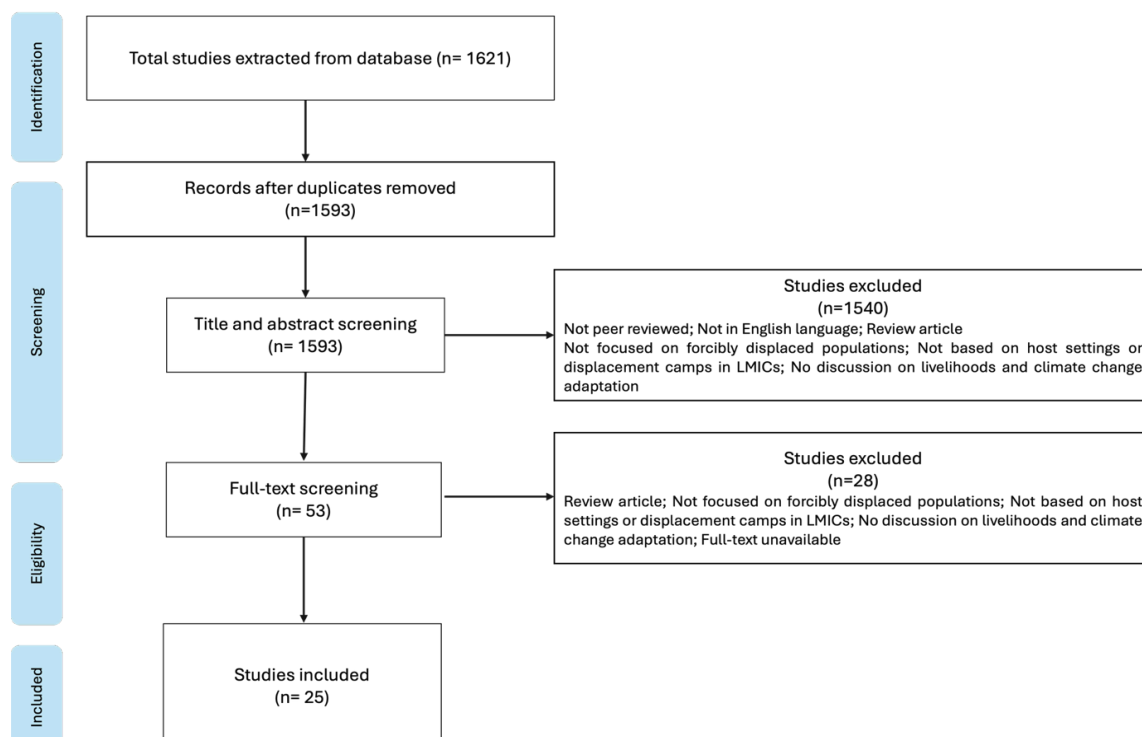 Identification
Total studies extracted from database (n= 1621)
Records after duplicates removed
(n=1593)
Screening
Title and abstract screening
(n= 1593)
Studies excluded
(n=1540)
Not peer reviewed; Not in English language; Review article
Not focused on forcibly displaced populations; Not based on host settings or
displacement camps in LMICs; No discussion on livelihoods and climate change
adaptation
Full-text screening
(n= 53)
Studies excluded
(n=28)
Review article; Not focused on forcibly displaced populations; Not based on host
settings or displacement camps in LMICs; No discussion on livelihoods and climate
change adaptation; Full-text unavailable
Eligibility
Studies included
(n= 25)
Included